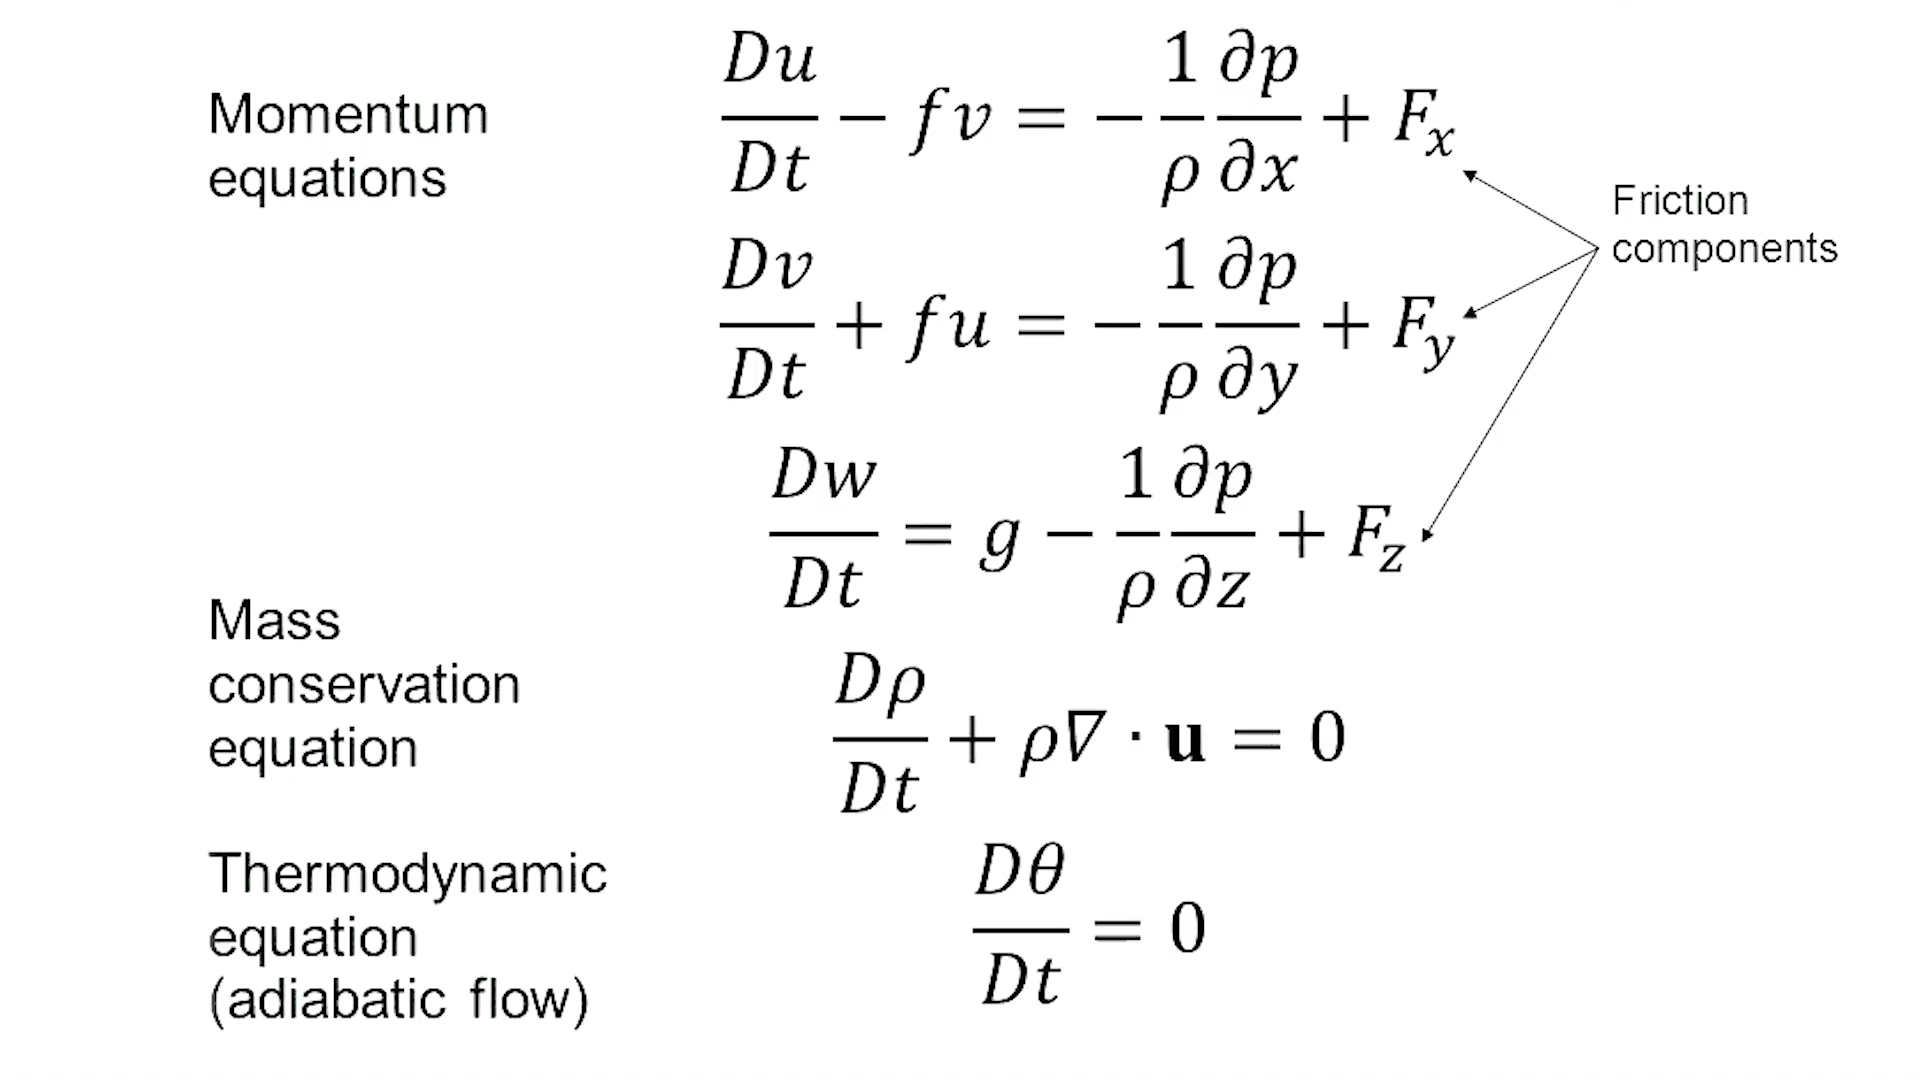 Momentum
equations
Du/Dt − fv = −1/ρ ∂p/∂x + Fₓ
Friction
components
Dv/Dt + fu = −1/ρ ∂p/∂y + F_y
Dw/Dt = g − 1/ρ ∂p/∂z + F_z
Mass
conservation
equation
Dρ/Dt + ρ∇ · 𝐮 = 0
Thermodynamic
equation
(adiabatic flow)
Dθ/Dt = 0